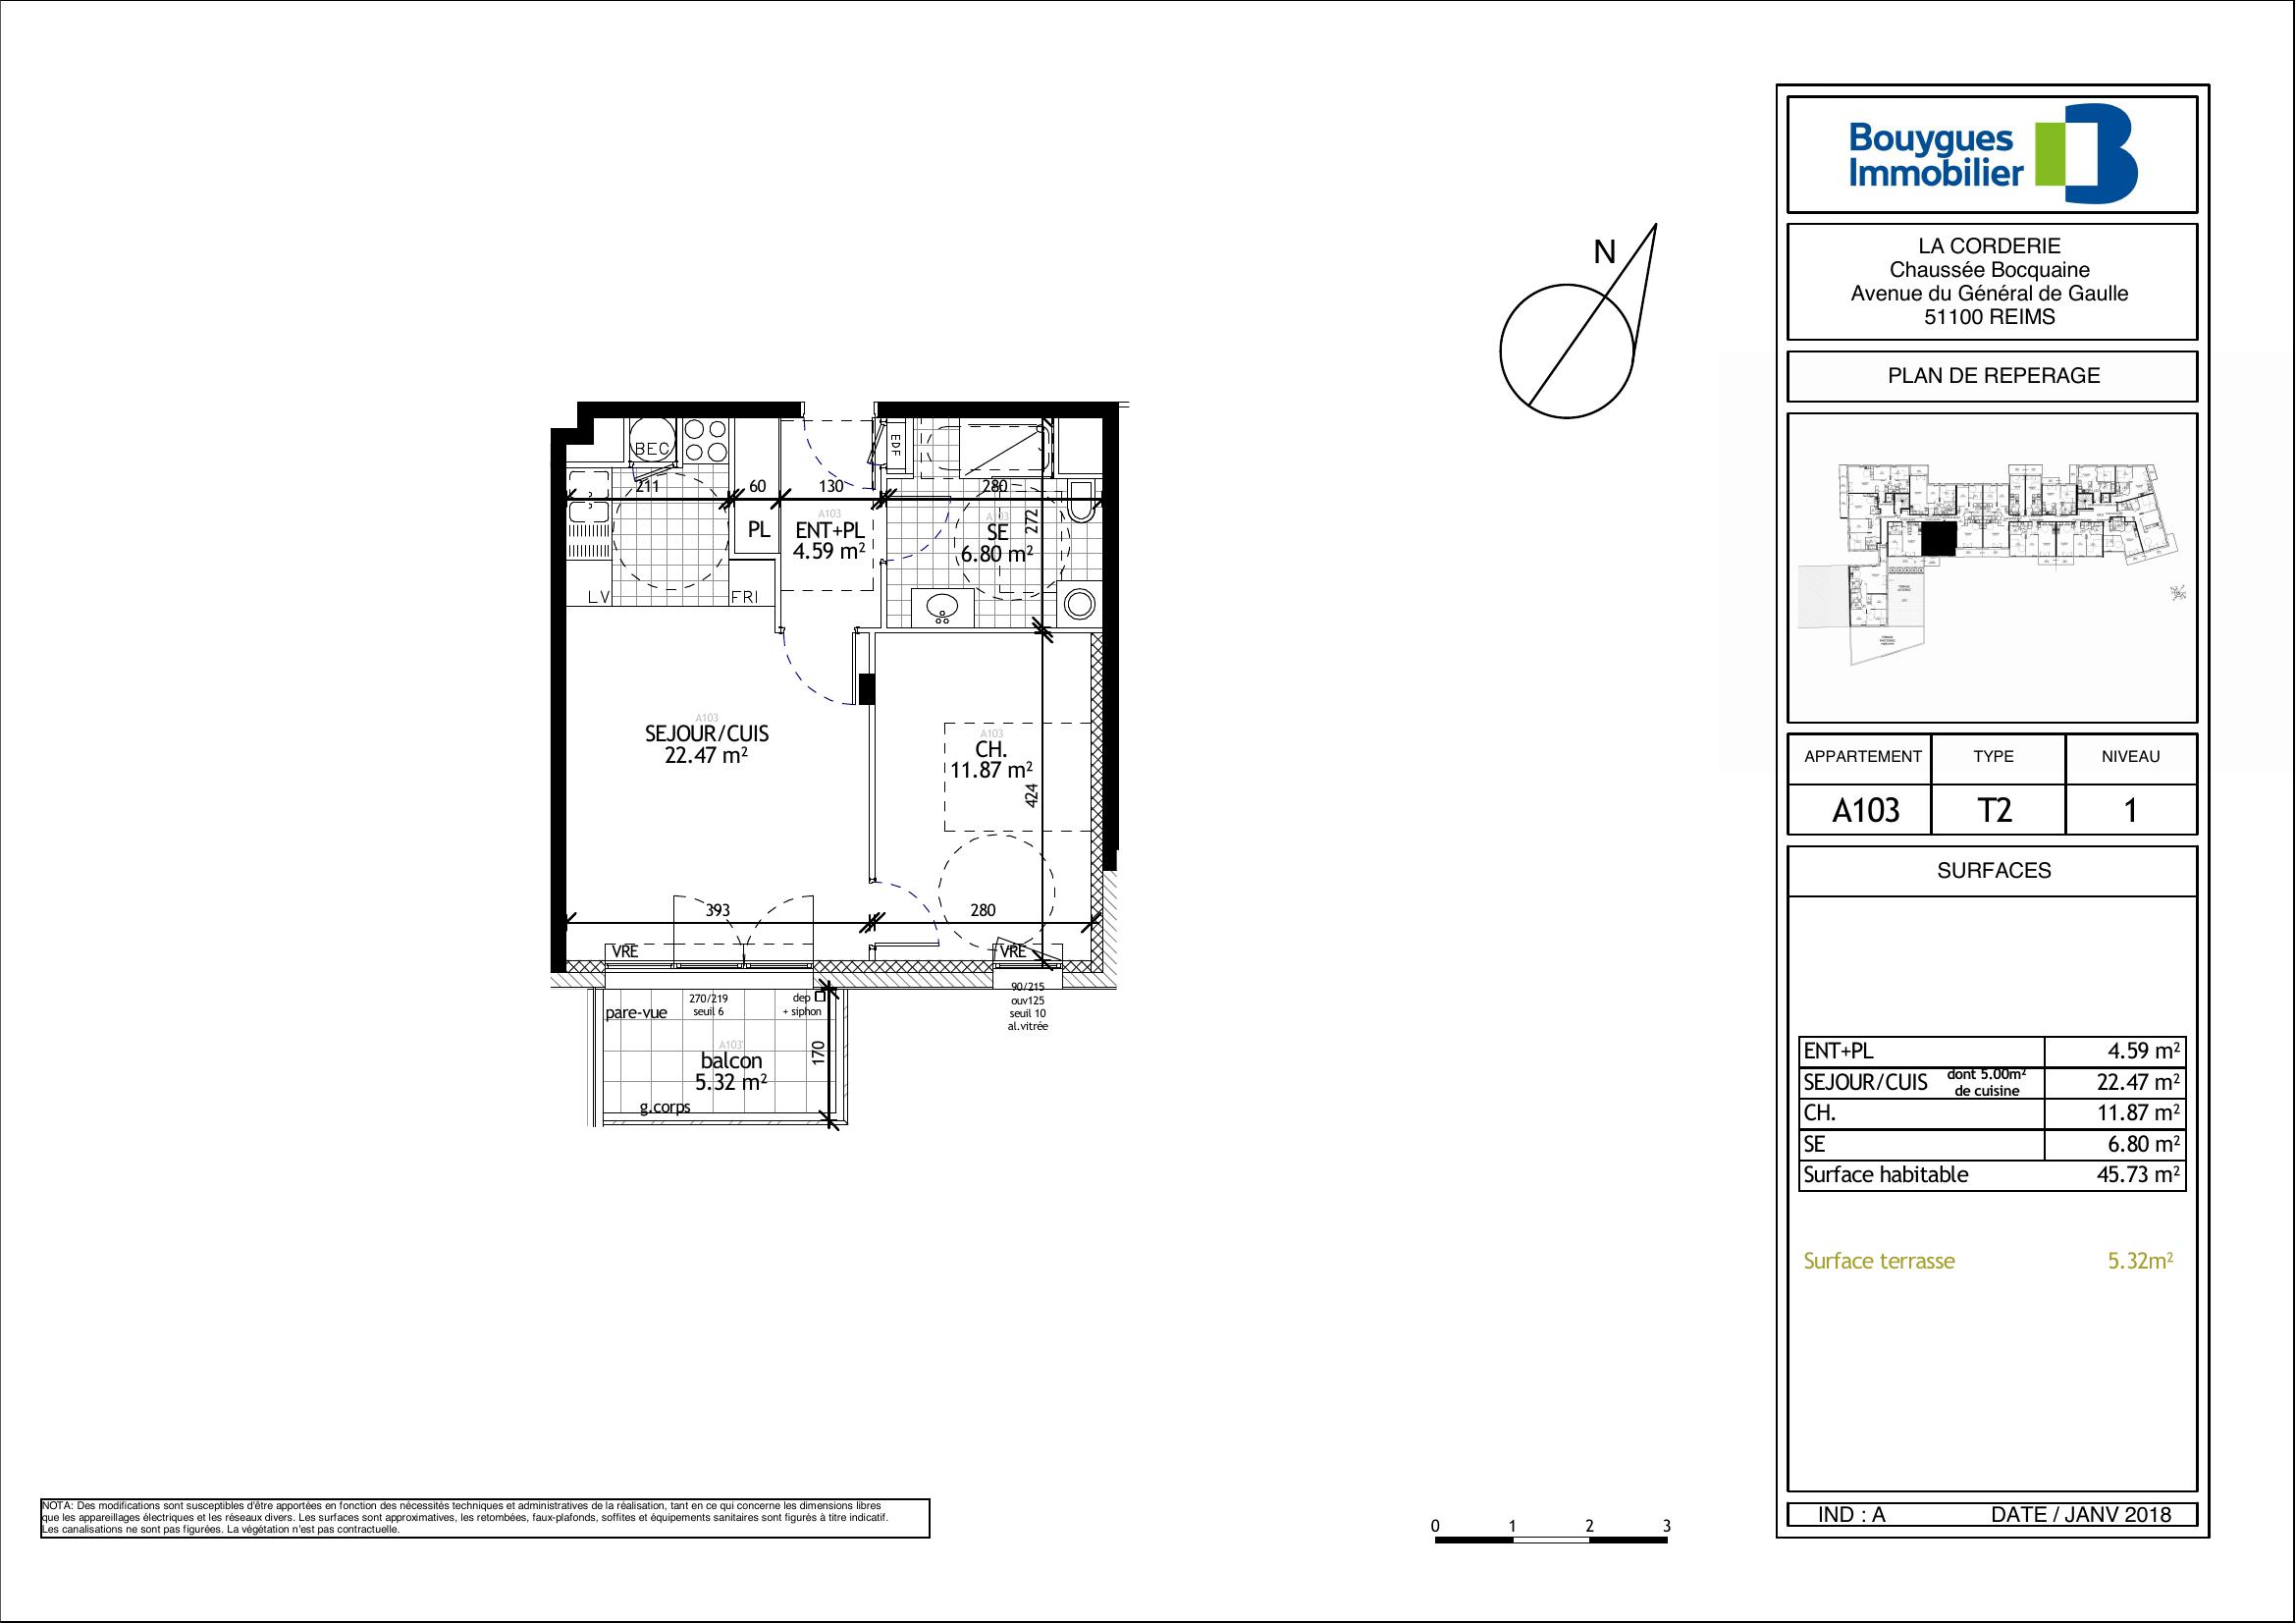 Bouygues
Immobilier
LA CORDERIE
Chaussée Bocquaine
Avenue du Général de Gaulle
51100 REIMS
PLAN DE REPERAGE
APPARTEMENT TYPE NIVEAU
A103 T2 1
SURFACES
ENT+PL 4.59 m²
SEJOUR/CUIS dont 5.00m² de cuisine 22.47 m²
CH. 11.87 m²
SE 6.80 m²
Surface habitable 45.73 m²
Surface terrasse 5.32m²
IND : A DATE / JANV 2018
N
BEC
EDF
211 60 130 280
272
PL
A103
ENT+PL
4.59 m²
A103
SE
6.80 m²
LV FRI
A103
SEJOUR/CUIS
22.47 m²
A103
CH.
11.87 m²
424
393 280
VRE VRE
270/219
seuil 6
dep
+ siphon
pare-vue
90/215
ouv125
seuil 10
al.vitrée
A103
balcon
5.32 m²
170
g.corps
0 1 2 3
NOTA: Des modifications sont susceptibles d'être apportées en fonction des nécessités techniques et administratives de la réalisation, tant en ce qui concerne les dimensions libres
que les appareillages électriques et les réseaux divers. Les surfaces sont approximatives, les retombées, faux-plafonds, soffites et équipements sanitaires sont figurés à titre indicatif.
Les canalisations ne sont pas figurées. La végétation n'est pas contractuelle.